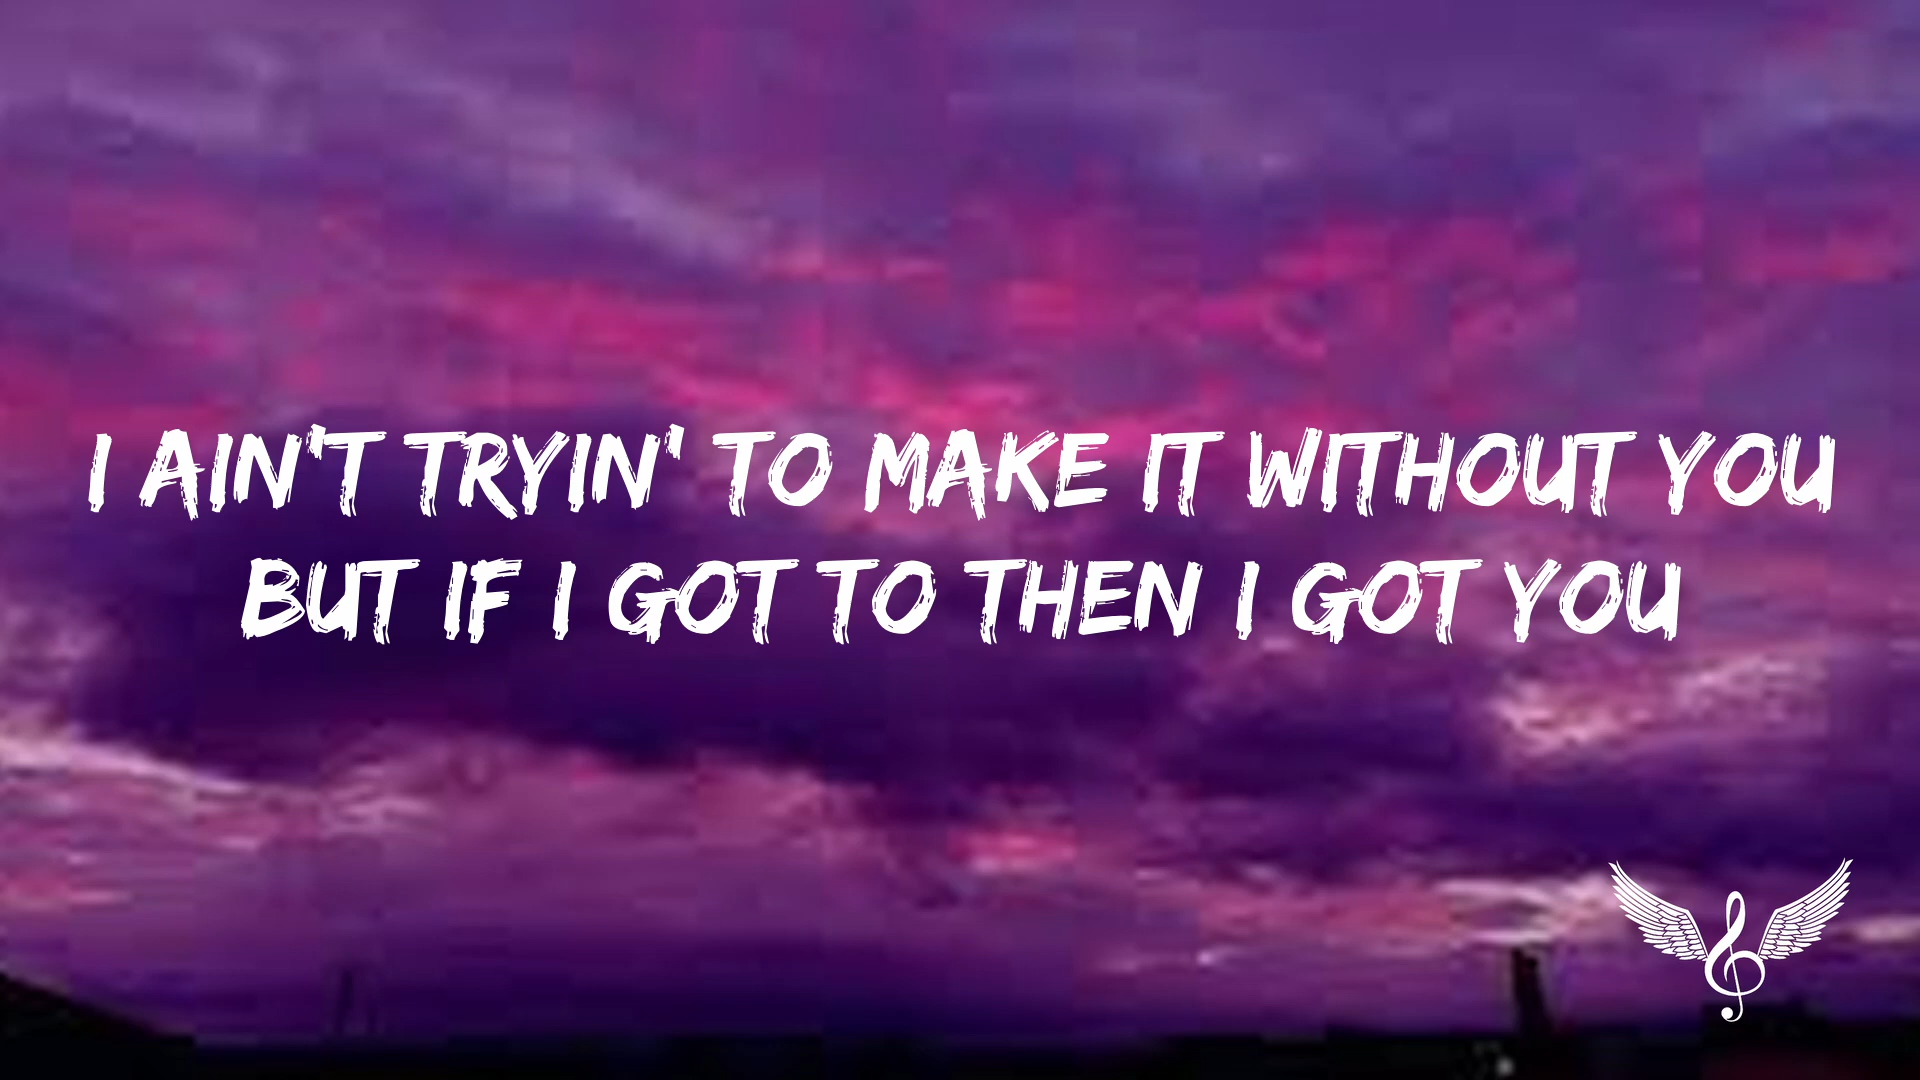 I AIN'T TRYIN' TO MAKE IT WITHOUT YOU
BUT IF I GOT TO THEN I GOT YOU